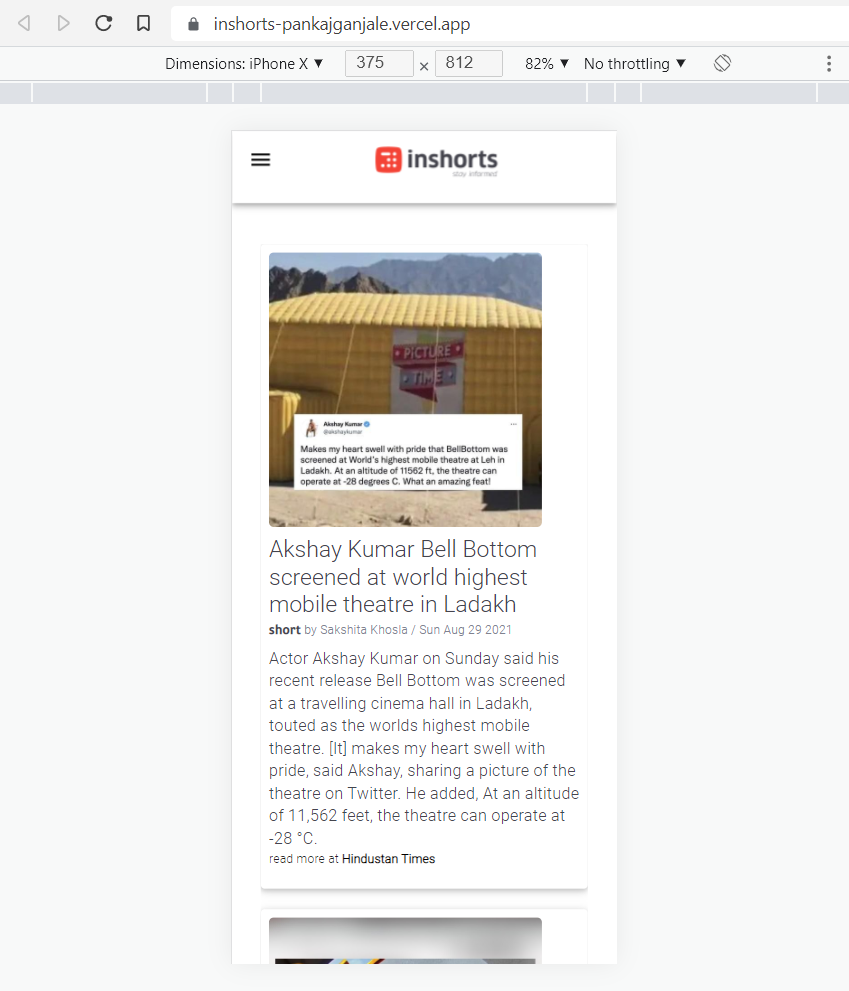 inshorts-pankajganjale.vercel.app
Dimensions: iPhone X ▼ 375 × 812 82% ▼ No throttling ▼
inshorts
stay informed
PICTURE
TIME
Akshay Kumar
@akshaykumar
Makes my heart swell with pride that BellBottom was
screened at World's highest mobile theatre at Leh in
Ladakh. At an altitude of 11562 ft, the theatre can
operate at -28 degrees C. What an amazing feat!
Akshay Kumar Bell Bottom
screened at world highest
mobile theatre in Ladakh
short by Sakshita Khosla / Sun Aug 29 2021
Actor Akshay Kumar on Sunday said his
recent release Bell Bottom was screened
at a travelling cinema hall in Ladakh,
touted as the worlds highest mobile
theatre. [It] makes my heart swell with
pride, said Akshay, sharing a picture of the
theatre on Twitter. He added, At an altitude
of 11,562 feet, the theatre can operate at
-28 °C.
read more at Hindustan Times